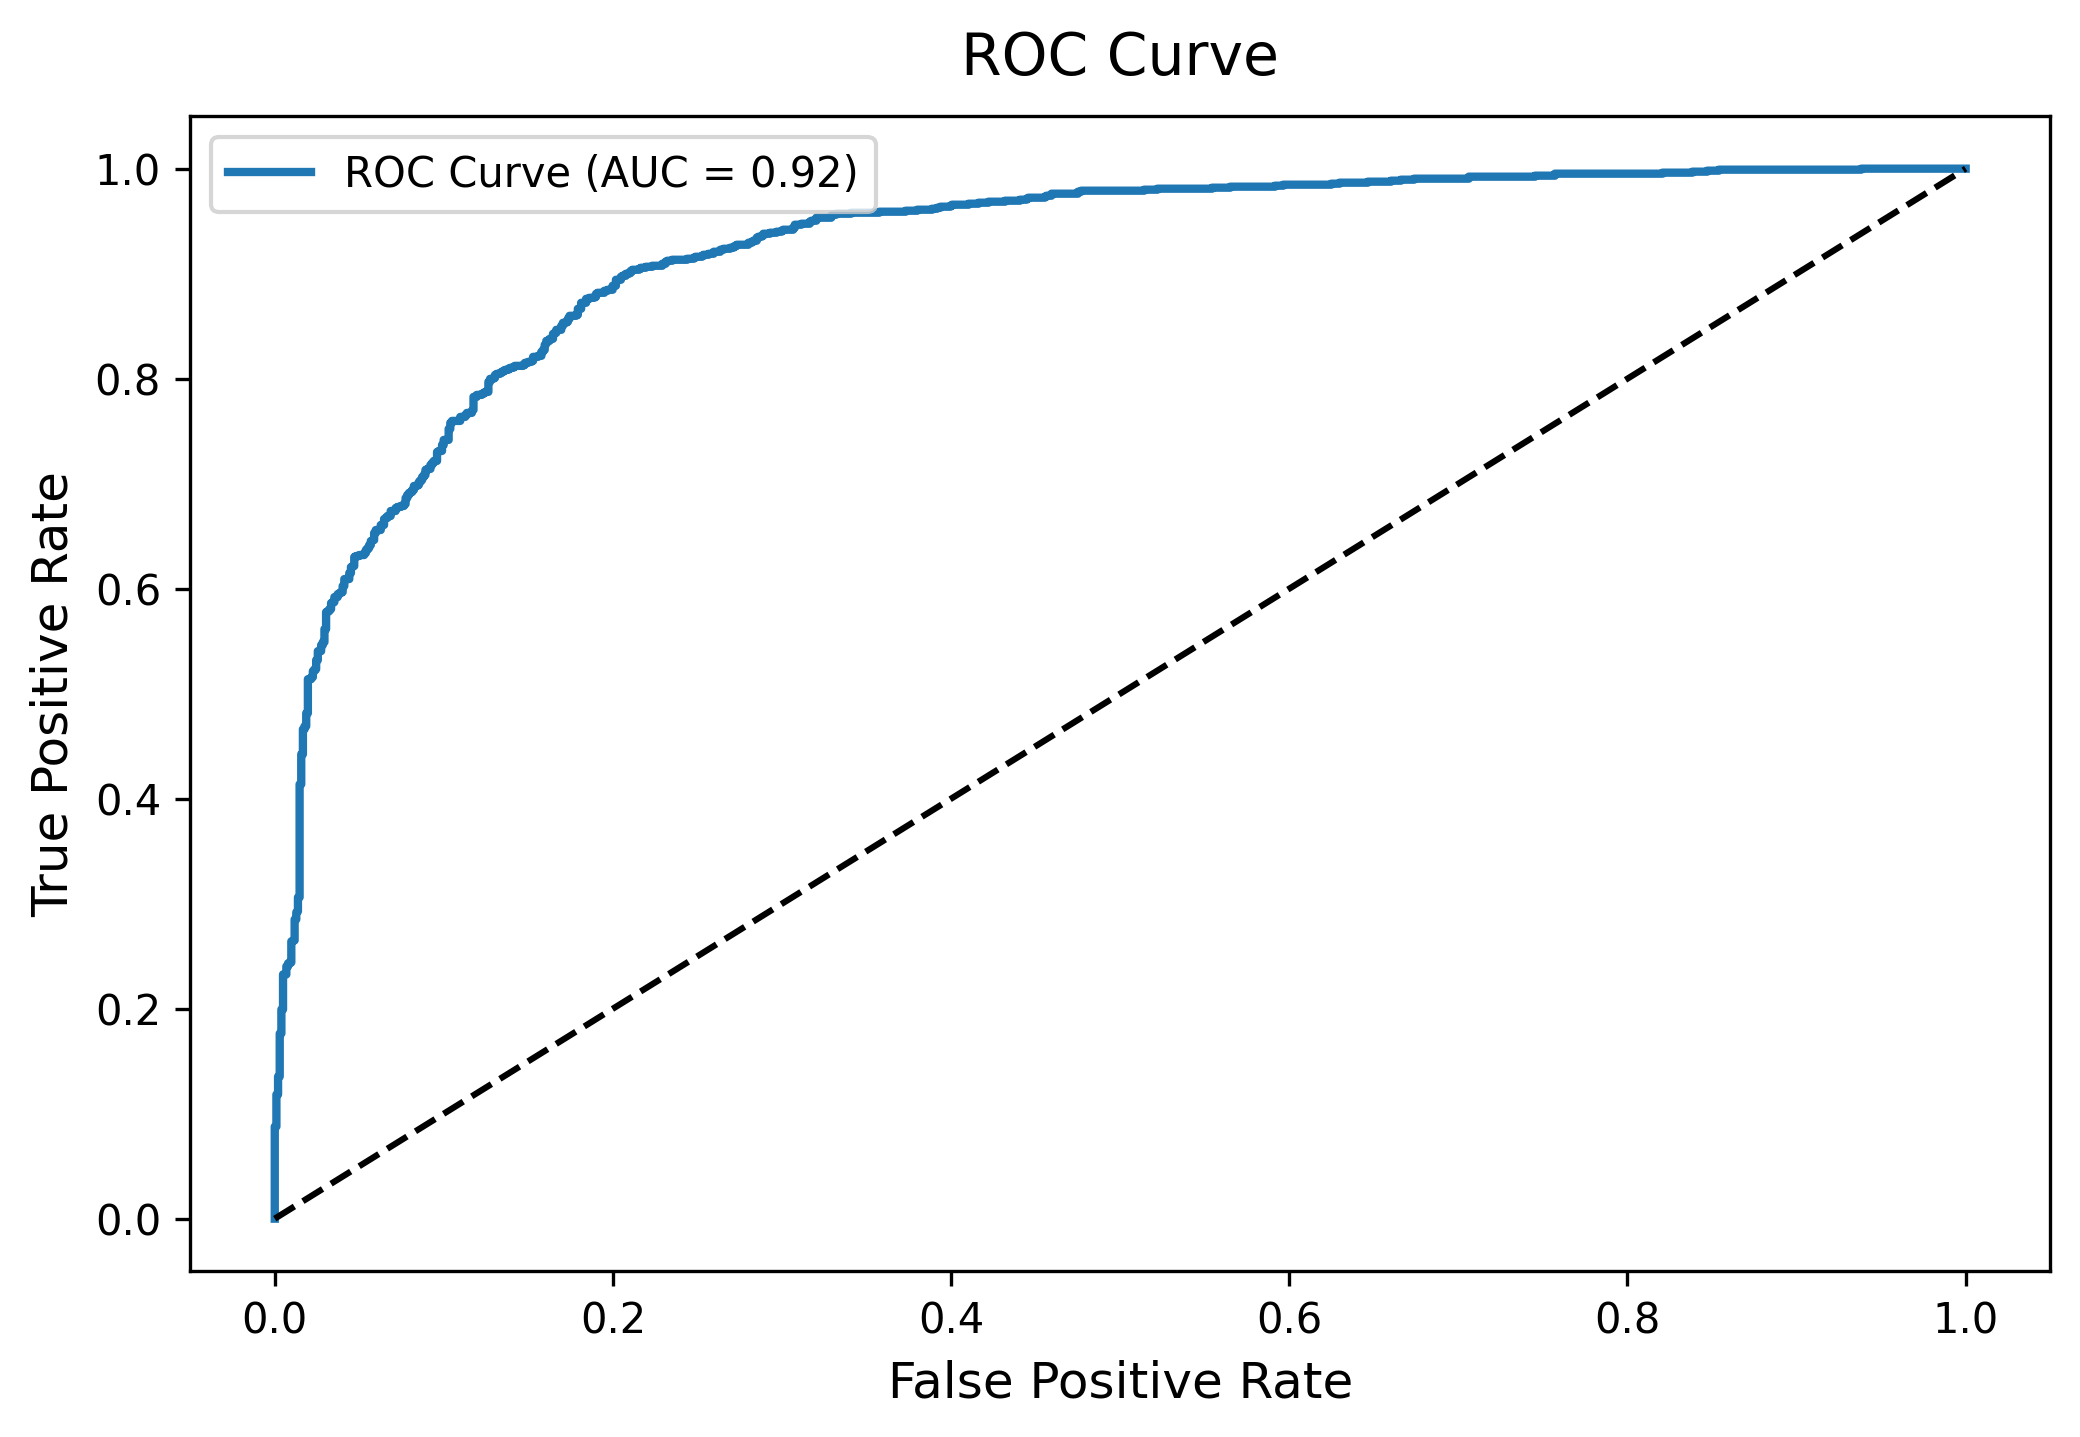 ROC Curve
ROC Curve (AUC = 0.92)
True Positive Rate
1.0
0.8
0.6
0.4
0.2
0.0
0.0 0.2 0.4 0.6 0.8 1.0
False Positive Rate